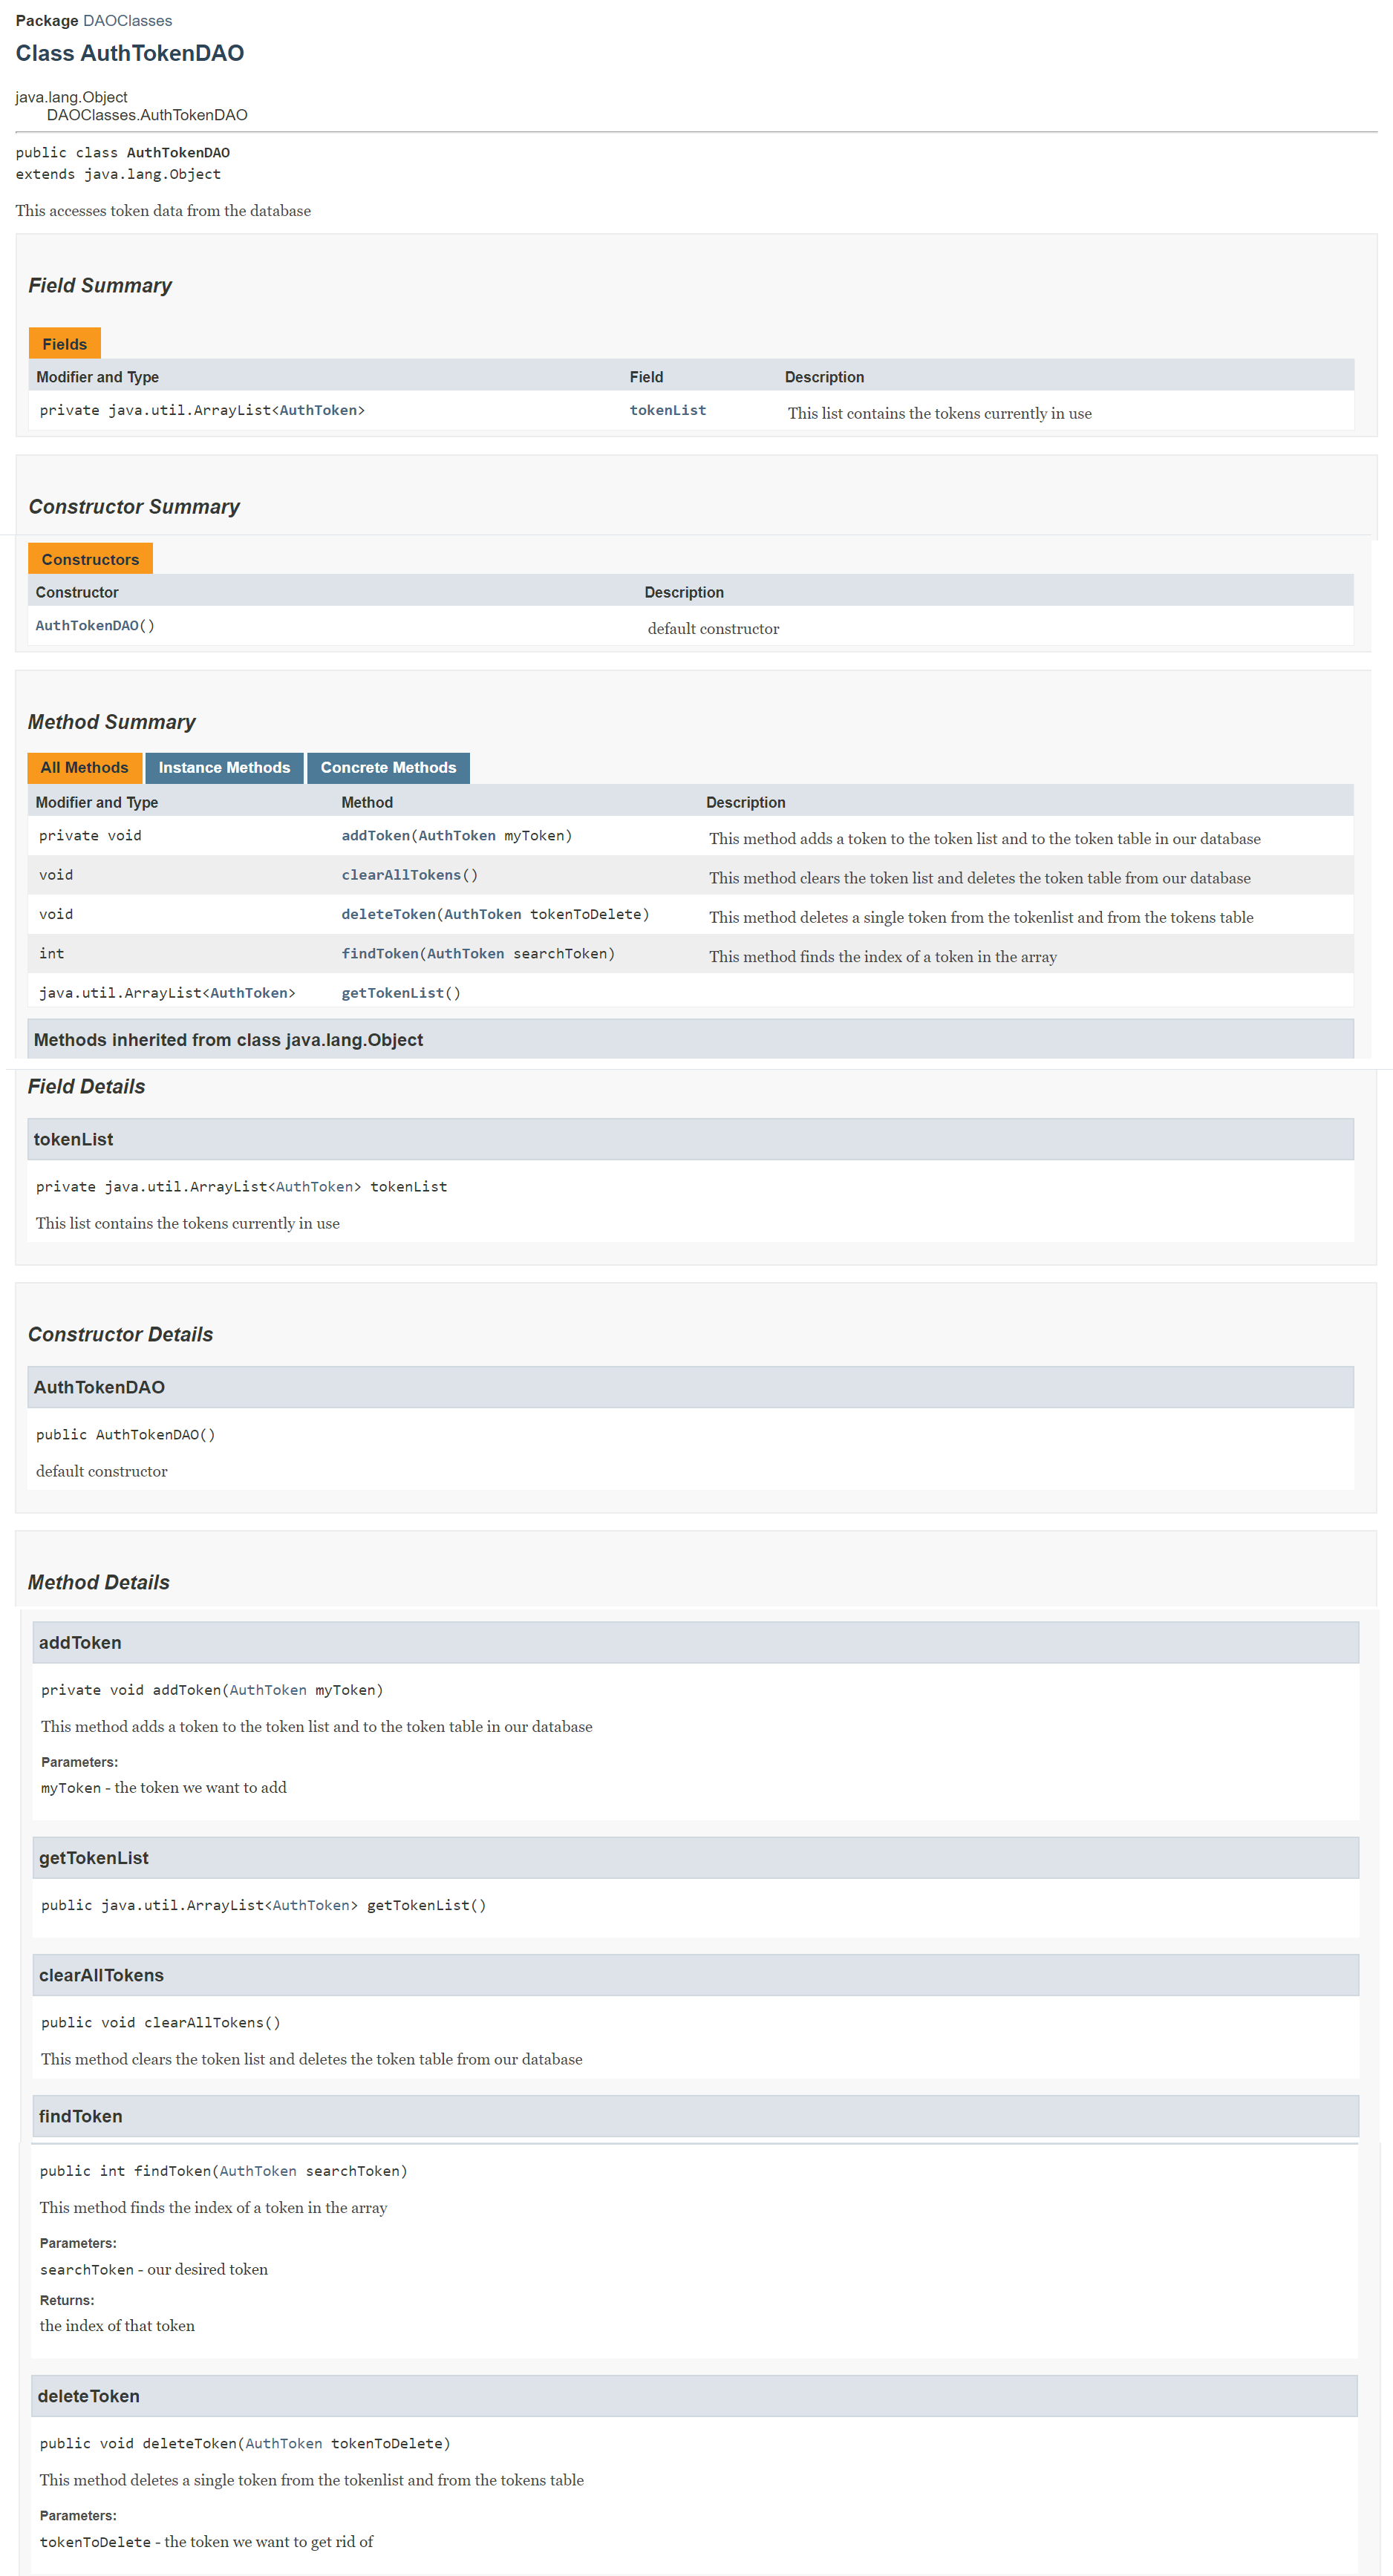 Package DAOClasses
Class AuthTokenDAO
java.lang.Object
DAOClasses.AuthTokenDAO
public class AuthTokenDAO
extends java.lang.Object
This accesses token data from the database
Field Summary
Fields
Modifier and Type Field Description
private java.util.ArrayList<AuthToken> tokenList This list contains the tokens currently in use
Constructor Summary
Constructors
Constructor Description
AuthTokenDAO() default constructor
Method Summary
All Methods Instance Methods Concrete Methods
Modifier and Type Method Description
private void addToken(AuthToken myToken) This method adds a token to the token list and to the token table in our database
void clearAllTokens() This method clears the token list and deletes the token table from our database
void deleteToken(AuthToken tokenToDelete) This method deletes a single token from the tokenlist and from the tokens table
int findToken(AuthToken searchToken) This method finds the index of a token in the array
java.util.ArrayList<AuthToken> getTokenList()
Methods inherited from class java.lang.Object
Field Details
tokenList
private java.util.ArrayList<AuthToken> tokenList
This list contains the tokens currently in use
Constructor Details
AuthTokenDAO
public AuthTokenDAO()
default constructor
Method Details
addToken
private void addToken(AuthToken myToken)
This method adds a token to the token list and to the token table in our database
Parameters:
myToken - the token we want to add
getTokenList
public java.util.ArrayList<AuthToken> getTokenList()
clearAllTokens
public void clearAllTokens()
This method clears the token list and deletes the token table from our database
findToken
public int findToken(AuthToken searchToken)
This method finds the index of a token in the array
Parameters:
searchToken - our desired token
Returns:
the index of that token
deleteToken
public void deleteToken(AuthToken tokenToDelete)
This method deletes a single token from the tokenlist and from the tokens table
Parameters:
tokenToDelete - the token we want to get rid of